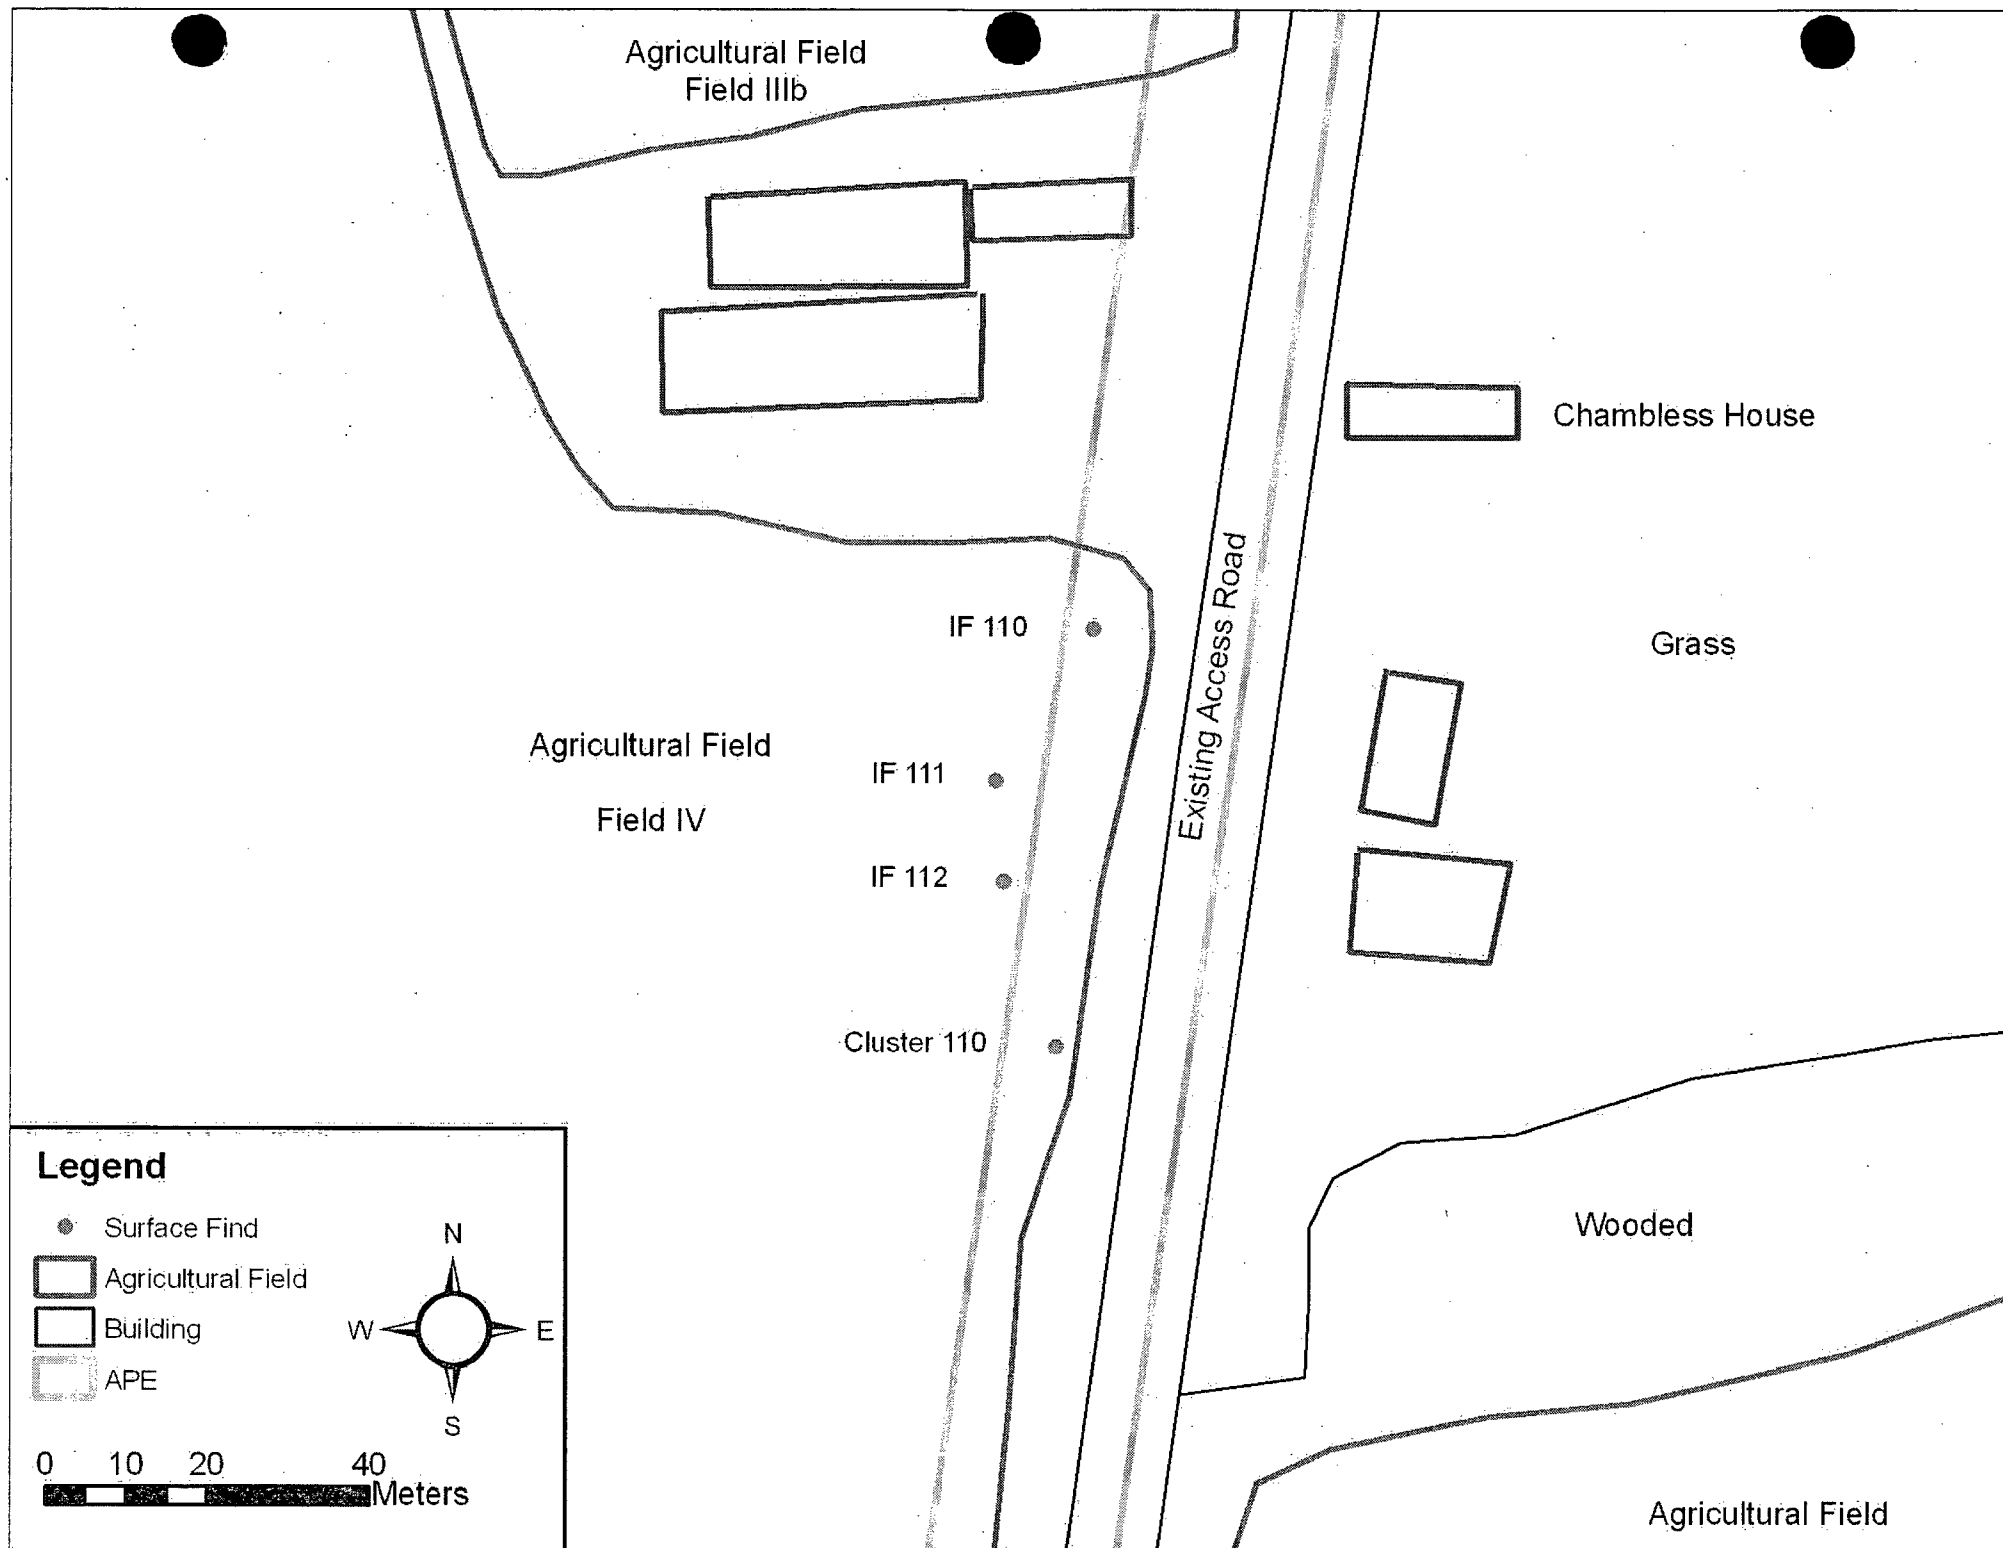 Agricultural Field
Field IIIb
Chambless House
Existing Access Road
IF 110
Grass
Agricultural Field
Field IV
IF 111
IF 112
Cluster 110
Wooded
Agricultural Field
Legend
Surface Find
Agricultural Field
Building
APE
N
W E
S
0 10 20 40
Meters